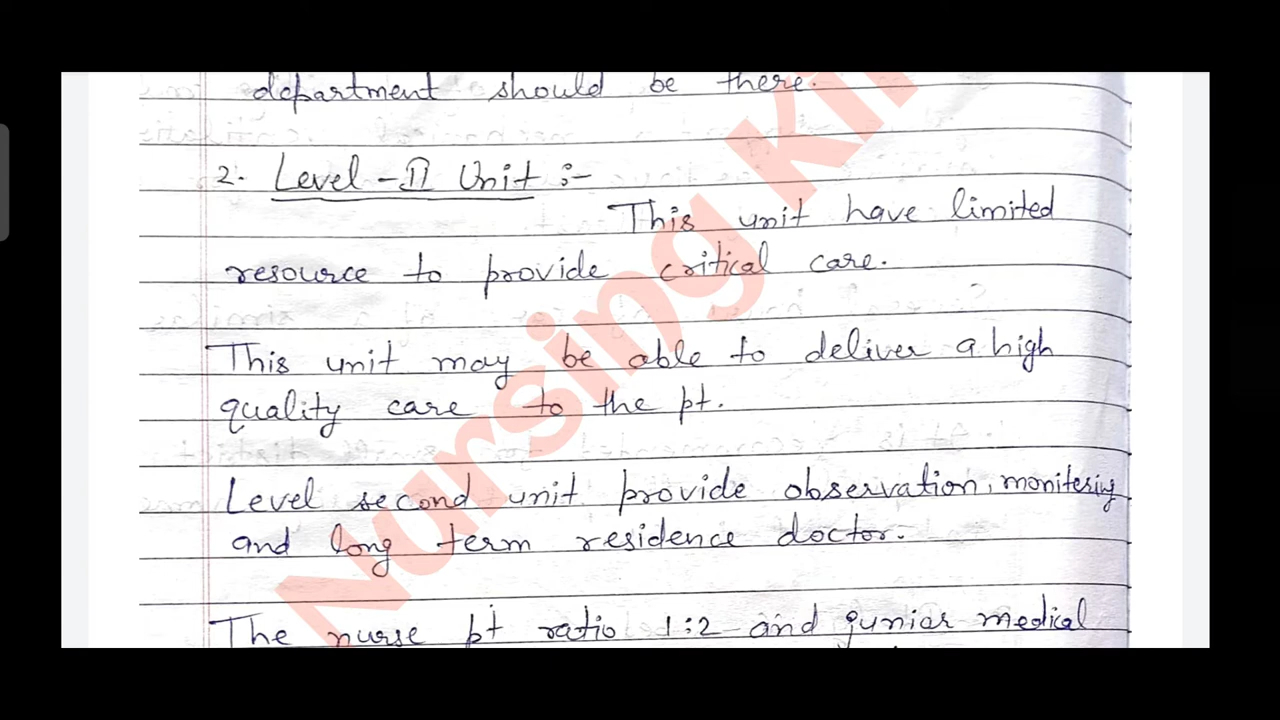 department should be there.
2. Level - II Unit :-
This unit have limited
resource to provide critical care.
This unit may be able to deliver a high
quality care to the pt.
Level second unit provide observation, monitering
and long term residence doctor.
The nurse pt ratio 1:2 and junior medical
Nursing